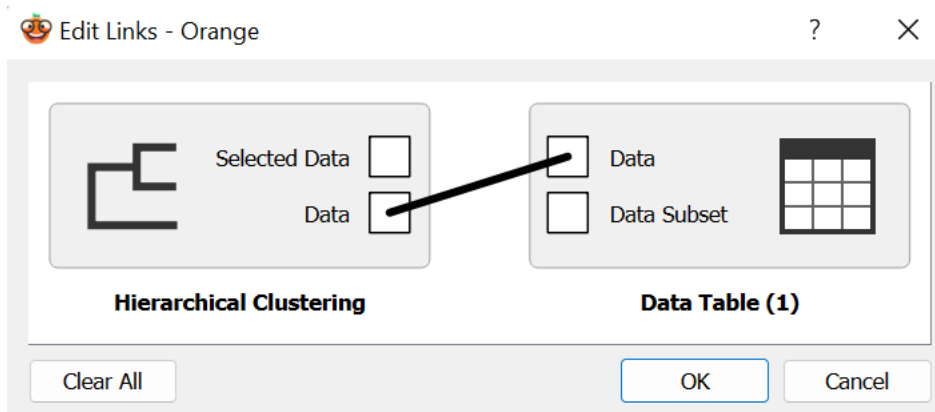 Edit Links - Orange
?
Selected Data
Data
Data
Data Subset
Hierarchical Clustering
Data Table (1)
Clear All
OK
Cancel